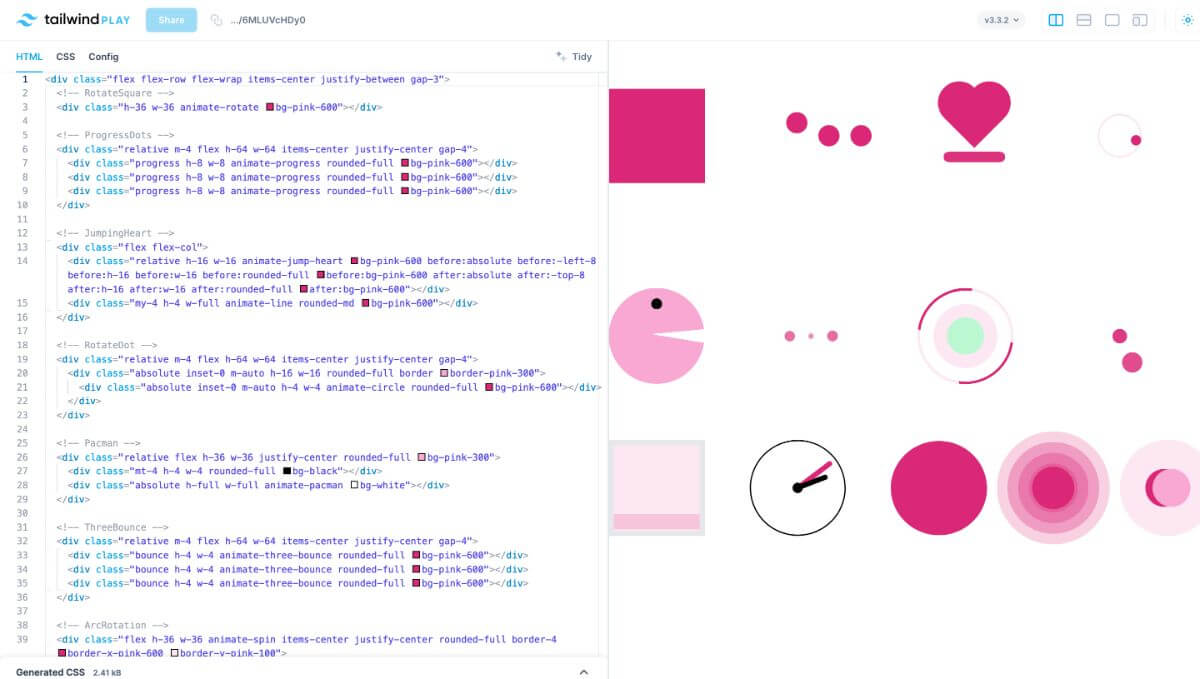 tailwind PLAY Share .../6MLUVcHDy0 v3.3.2
HTML CSS Config Tidy
1 <div class="flex flex-row flex-wrap items-center justify-between gap-3">
2 <!-- RotateSquare -->
3 <div class="h-36 w-36 animate-rotate bg-pink-600"></div>
4
5 <!-- ProgressDots -->
6 <div class="relative m-4 flex h-64 w-64 items-center justify-center gap-4">
7 <div class="progress h-8 w-8 animate-progress rounded-full bg-pink-600"></div>
8 <div class="progress h-8 w-8 animate-progress rounded-full bg-pink-600"></div>
9 <div class="progress h-8 w-8 animate-progress rounded-full bg-pink-600"></div>
10 </div>
11
12 <!-- JumpingHeart -->
13 <div class="flex flex-col">
14 <div class="relative h-16 w-16 animate-jump-heart bg-pink-600 before:absolute before:-left-8
before:h-16 before:w-16 before:rounded-full before:bg-pink-600 after:absolute after:-top-8
after:h-16 after:w-16 after:rounded-full after:bg-pink-600"></div>
15 <div class="my-4 h-4 w-full animate-line rounded-md bg-pink-600"></div>
16 </div>
17
18 <!-- RotateDot -->
19 <div class="relative m-4 flex h-64 w-64 items-center justify-center gap-4">
20 <div class="absolute inset-0 m-auto h-16 w-16 rounded-full border border-pink-300">
21 <div class="absolute inset-0 m-auto h-4 w-4 animate-circle rounded-full bg-pink-600"></div>
22 </div>
23 </div>
24
25 <!-- Pacman -->
26 <div class="relative flex h-36 w-36 justify-center rounded-full bg-pink-300">
27 <div class="mt-4 h-4 w-4 rounded-full bg-black"></div>
28 <div class="absolute h-full w-full animate-pacman bg-white"></div>
29 </div>
30
31 <!-- ThreeBounce -->
32 <div class="relative m-4 flex h-64 w-64 items-center justify-center gap-4">
33 <div class="bounce h-4 w-4 animate-three-bounce rounded-full bg-pink-600"></div>
34 <div class="bounce h-4 w-4 animate-three-bounce rounded-full bg-pink-600"></div>
35 <div class="bounce h-4 w-4 animate-three-bounce rounded-full bg-pink-600"></div>
36 </div>
37
38 <!-- ArcRotation -->
39 <div class="flex h-36 w-36 animate-spin items-center justify-center rounded-full border-4
border-x-pink-600 border-y-pink-100">
Generated CSS 2.41 kB